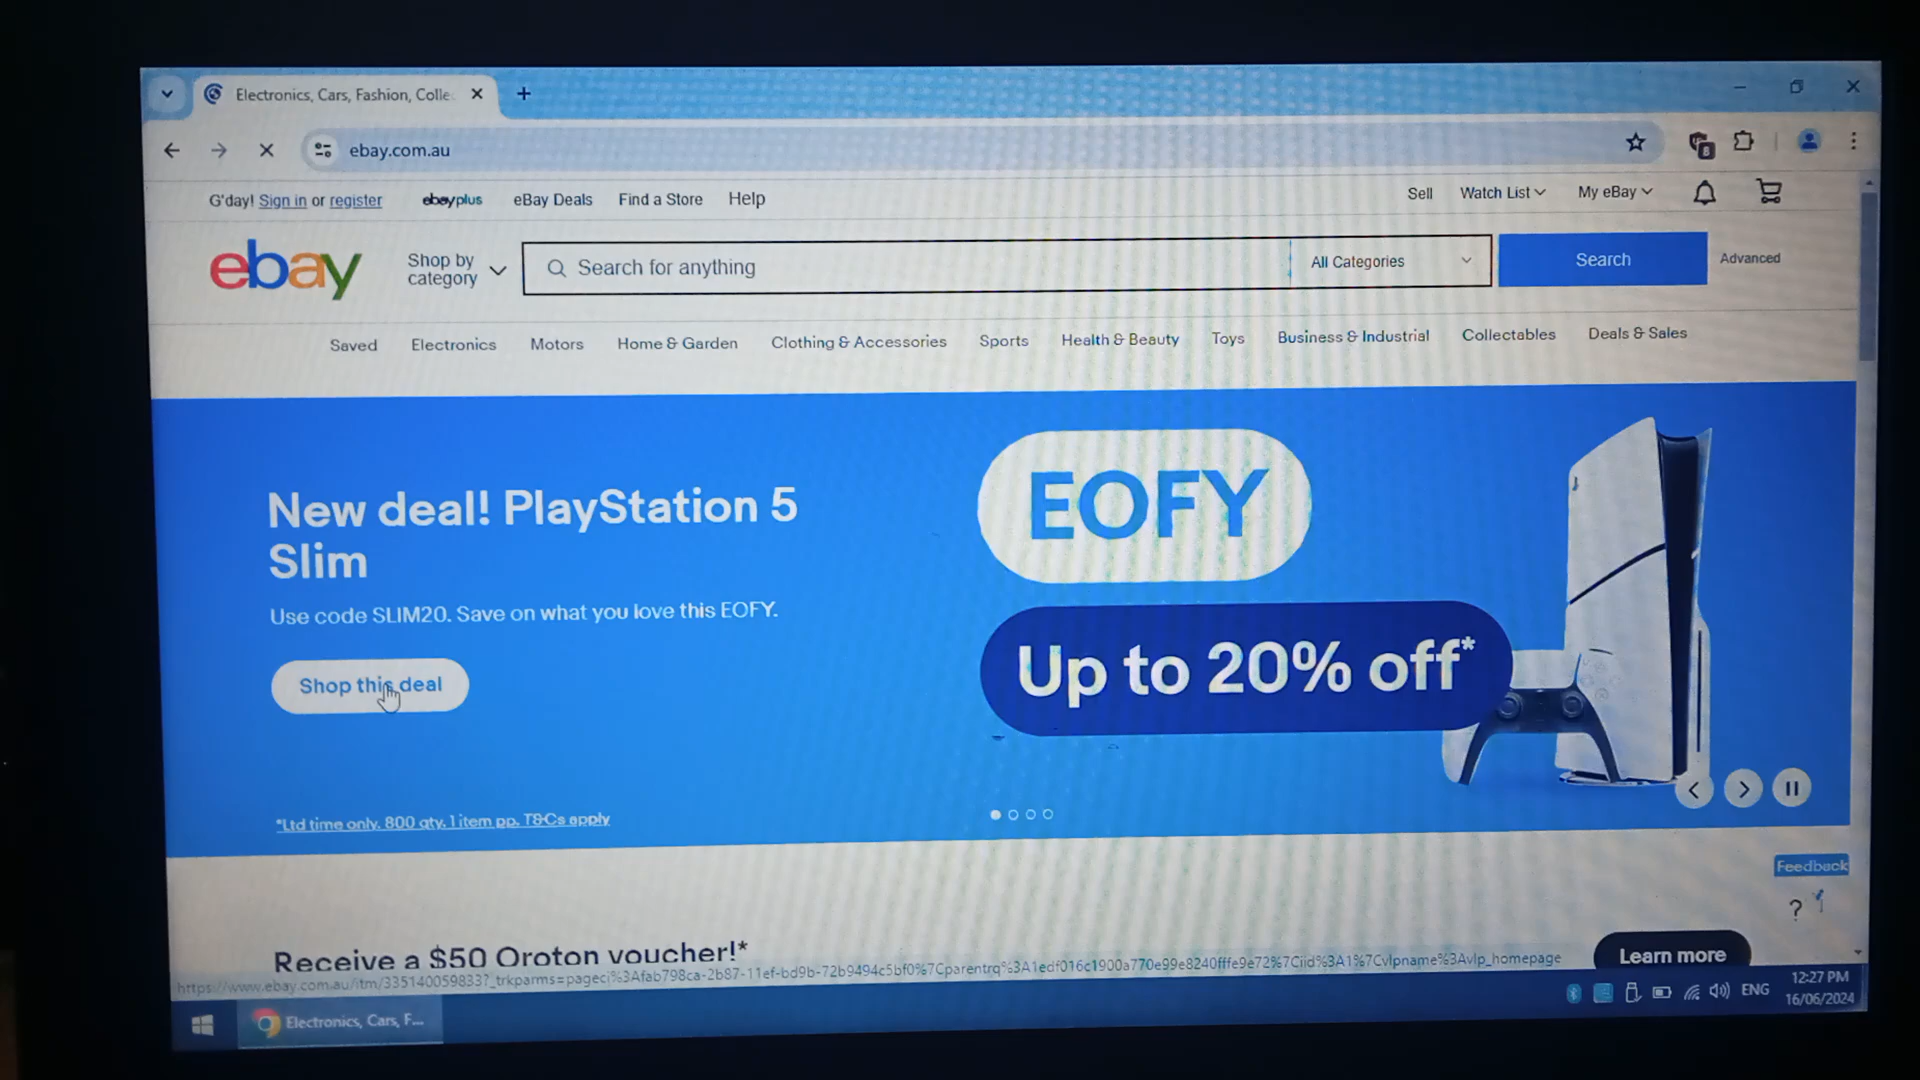 Electronics, Cars, Fashion, Colle
ebay.com.au
8
G'day! Sign in or register
ebayplus
eBay Deals
Find a Store
Help
Sell
Watch List
My eBay
ebay
Shop by
category
Search for anything
All Categories
Search
Advanced
Saved
Electronics
Motors
Home & Garden
Clothing & Accessories
Sports
Health & Beauty
Toys
Business & Industrial
Collectables
Deals & Sales
New deal! PlayStation 5
Slim
Use code SLIM20. Save on what you love this EOFY.
Shop this deal
*Ltd time only. 800 qty. 1 item pp. T&Cs apply
EOFY
Up to 20% off*
Feedback
?
Receive a $50 Oroton voucher!*
Learn more
12:27 PM
16/06/2024
ENG
Electronics, Cars, F...